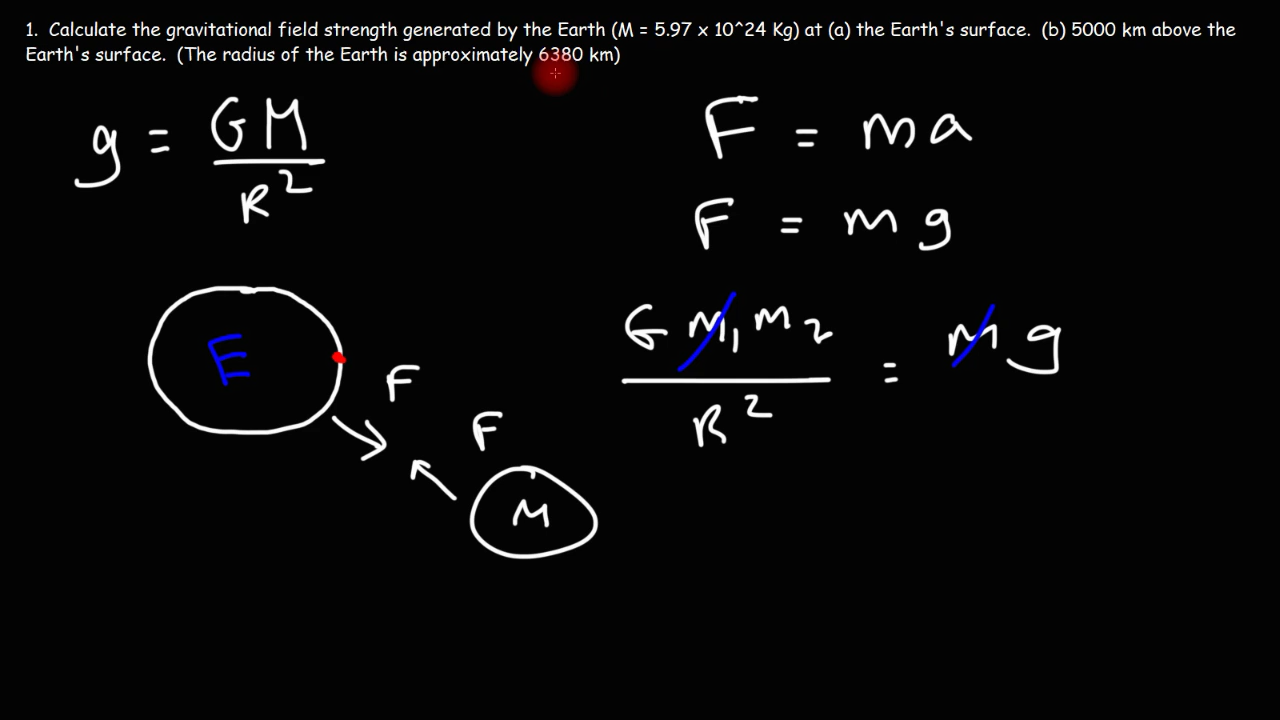 1. Calculate the gravitational field strength generated by the Earth (M = 5.97 x 10^24 Kg) at (a) the Earth's surface. (b) 5000 km above the
Earth's surface. (The radius of the Earth is approximately 6380 km)
g = GM / R²
F = ma
F = mg
G M₁ M₂ / R² = mg
E
F
F
M